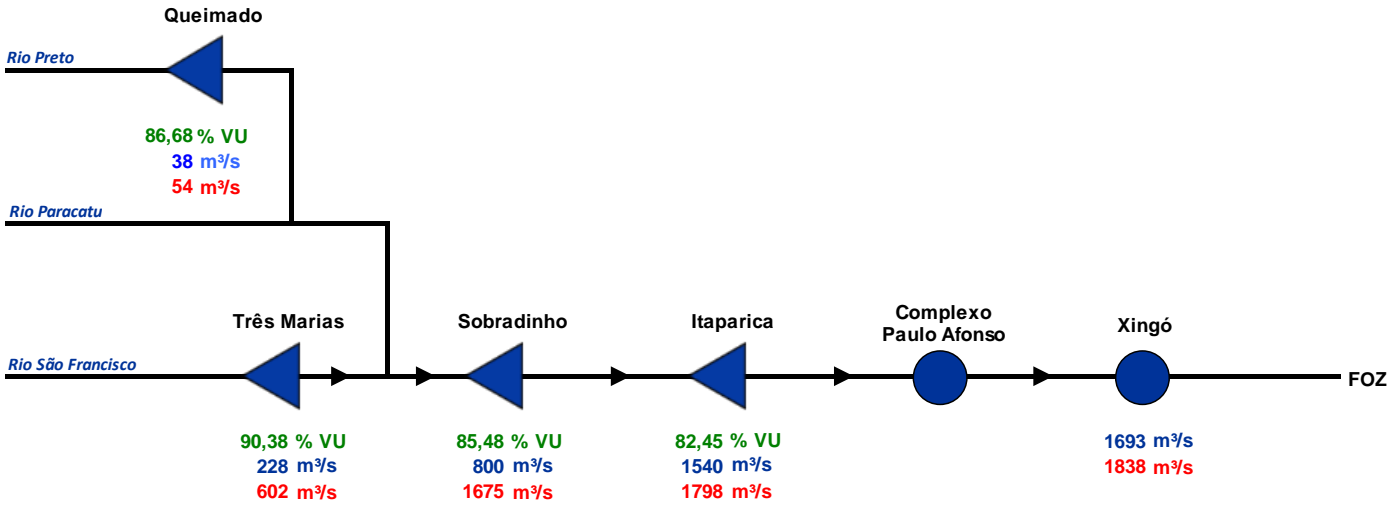 Queimado
Rio Preto
86,68 % VU
38 m³/s
54 m³/s
Rio Paracatu
Três Marias
Sobradinho
Itaparica
Complexo
Paulo Afonso
Xingó
Rio São Francisco
FOZ
90,38 % VU
228 m³/s
602 m³/s
85,48 % VU
800 m³/s
1675 m³/s
82,45 % VU
1540 m³/s
1798 m³/s
1693 m³/s
1838 m³/s